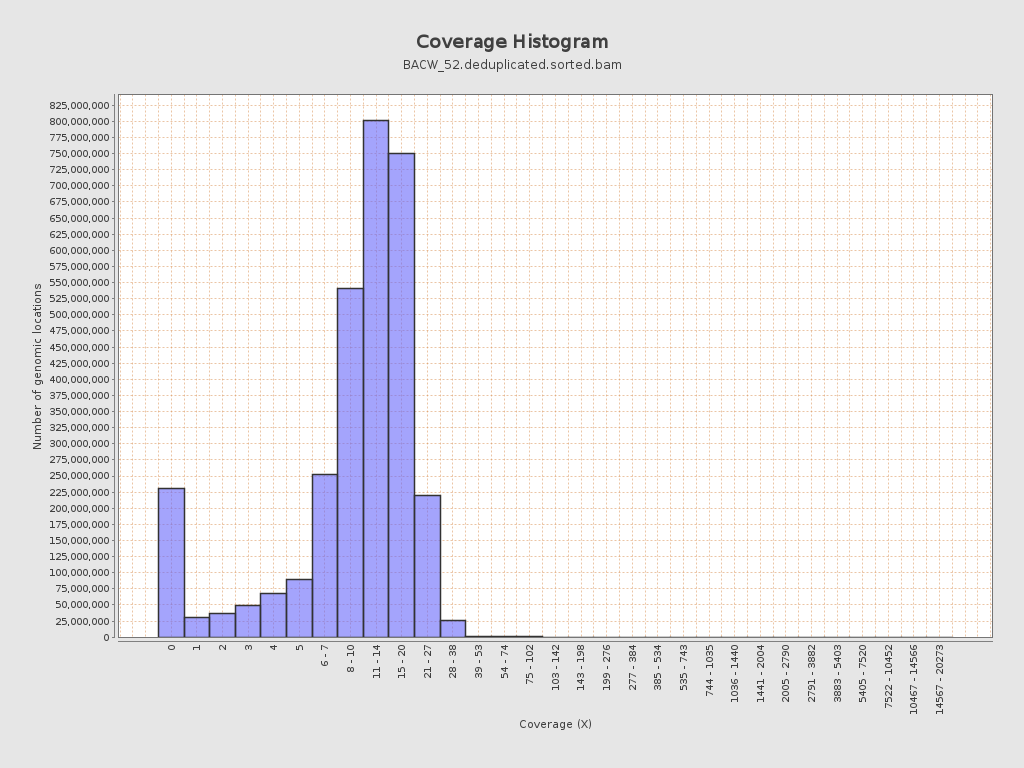 Coverage Histogram
BACW_52.deduplicated.sorted.bam
825,000,000
800,000,000
775,000,000
750,000,000
725,000,000
700,000,000
675,000,000
650,000,000
625,000,000
600,000,000
575,000,000
550,000,000
525,000,000
500,000,000
475,000,000
450,000,000
425,000,000
400,000,000
375,000,000
350,000,000
325,000,000
300,000,000
275,000,000
250,000,000
225,000,000
200,000,000
175,000,000
150,000,000
125,000,000
100,000,000
75,000,000
50,000,000
25,000,000
0
Number of genomic locations
0
1
2
3
4
5
6 - 7
8 - 10
11 - 14
15 - 20
21 - 27
28 - 38
39 - 53
54 - 74
75 - 102
103 - 142
143 - 198
199 - 276
277 - 384
385 - 534
535 - 743
744 - 1035
1036 - 1440
1441 - 2004
2005 - 2790
2791 - 3882
3883 - 5403
5405 - 7520
7522 - 10452
10467 - 14566
14567 - 20273
Coverage (X)